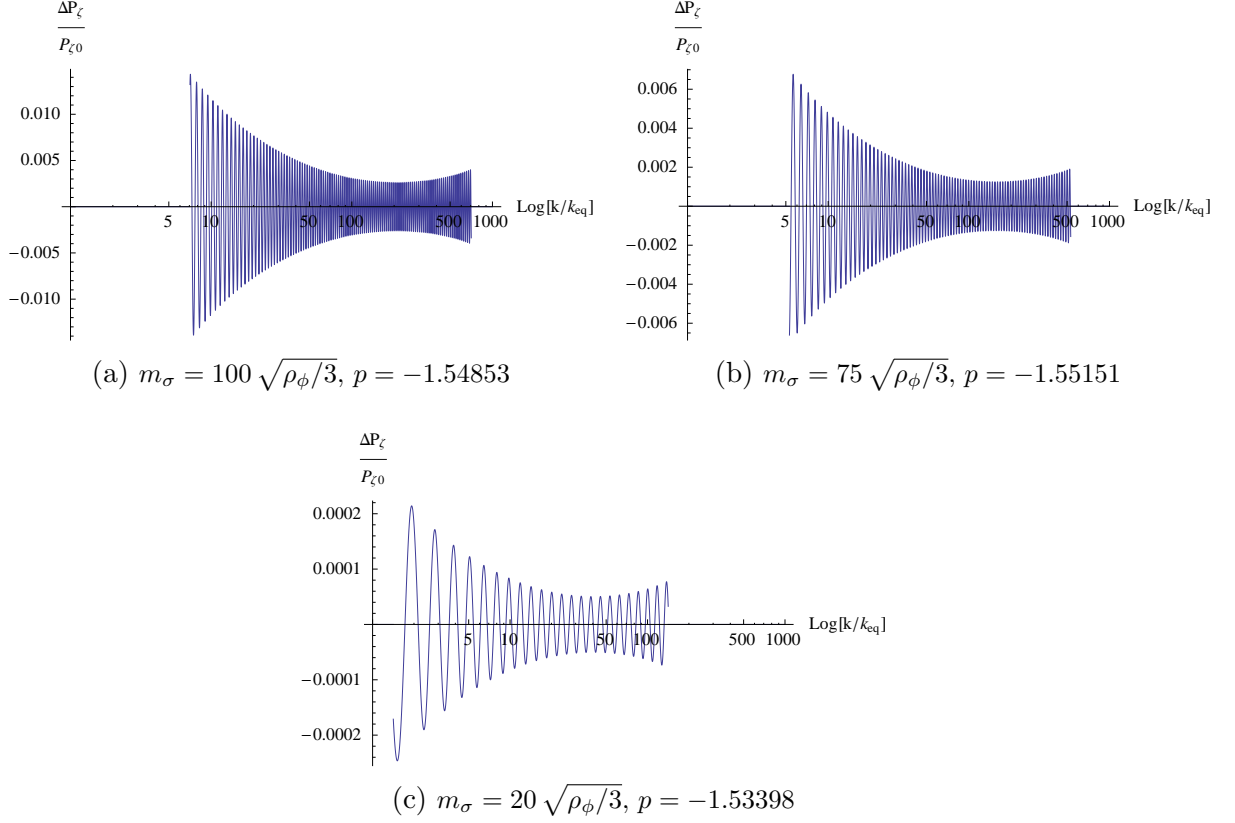 ΔP_ζ
P_ζ0
0.010
0.005
−0.005
−0.010
5 10 50 100 500 1000
Log[k/k_eq]
(a) m_σ = 100 √(ρ_φ/3), p = −1.54853
ΔP_ζ
P_ζ0
0.006
0.004
0.002
−0.002
−0.004
−0.006
5 10 50 100 500 1000
Log[k/k_eq]
(b) m_σ = 75 √(ρ_φ/3), p = −1.55151
ΔP_ζ
P_ζ0
0.0002
0.0001
−0.0001
−0.0002
5 10 50 100 500 1000
Log[k/k_eq]
(c) m_σ = 20 √(ρ_φ/3), p = −1.53398